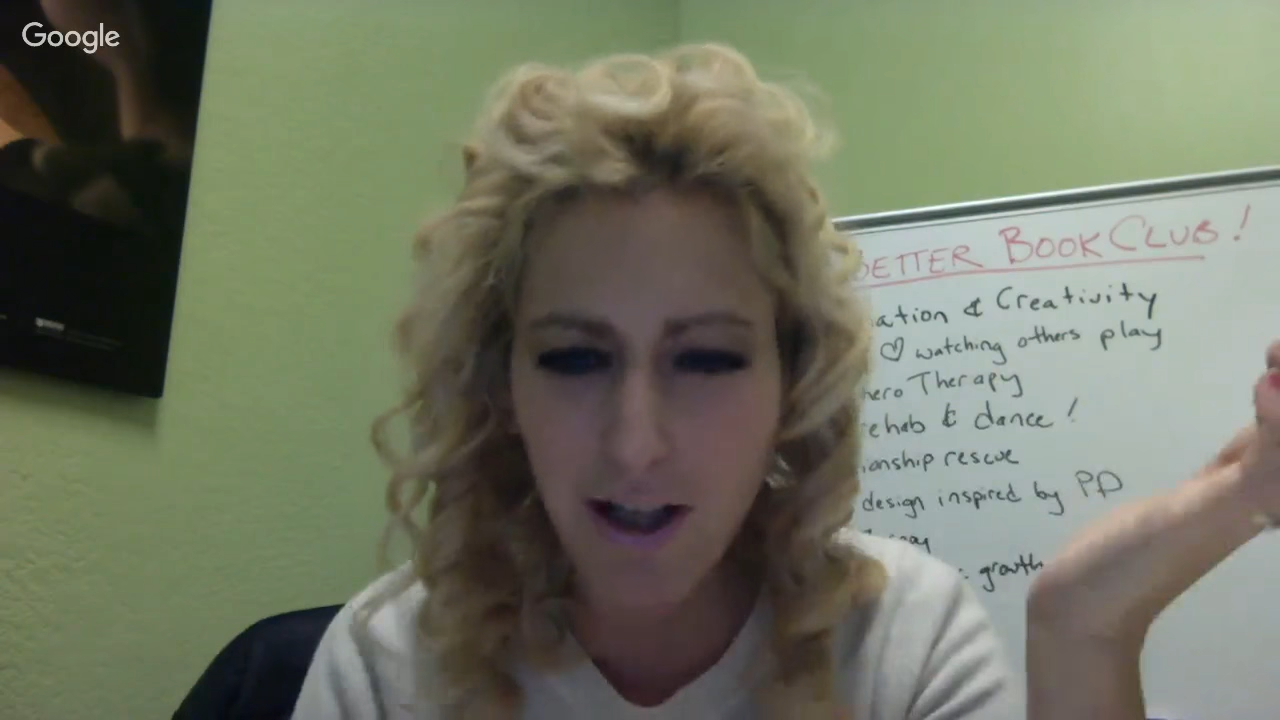 Google
BETTER BOOK CLUB!
ation & Creativity
♡ watching others play
hero Therapy
ehab & dance!
ionship rescue
design inspired by PD
growth